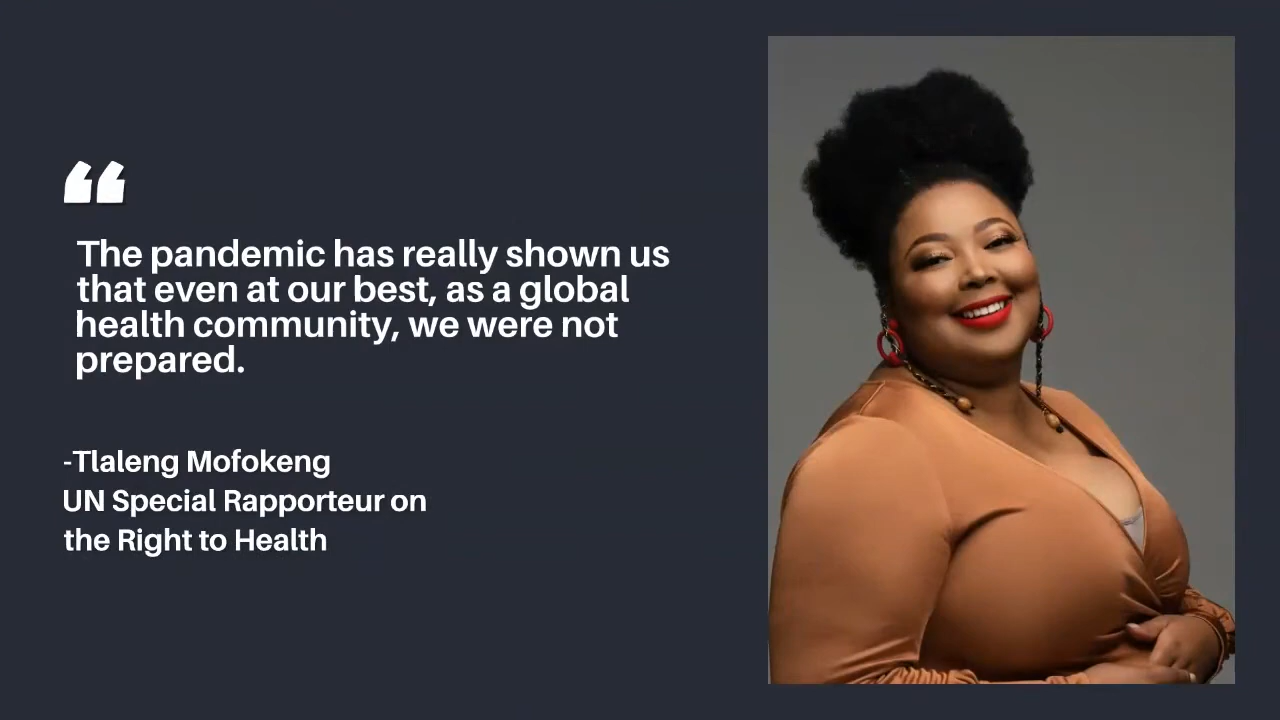 “
The pandemic has really shown us
that even at our best, as a global
health community, we were not
prepared.
-Tlaleng Mofokeng
UN Special Rapporteur on
the Right to Health